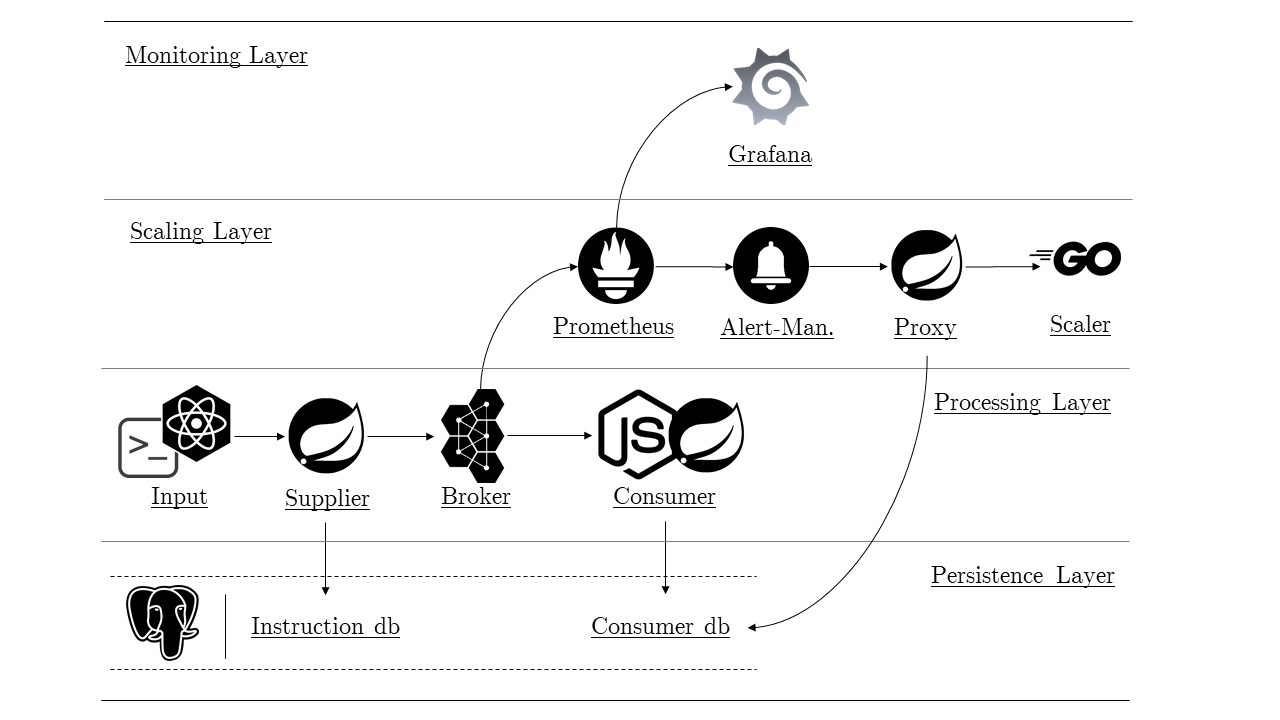 Monitoring Layer
Grafana
Scaling Layer
GO
Prometheus
Alert-Man.
Proxy
Scaler
Processing Layer
>_
JS
Input
Supplier
Broker
Consumer
Persistence Layer
Instruction db
Consumer db